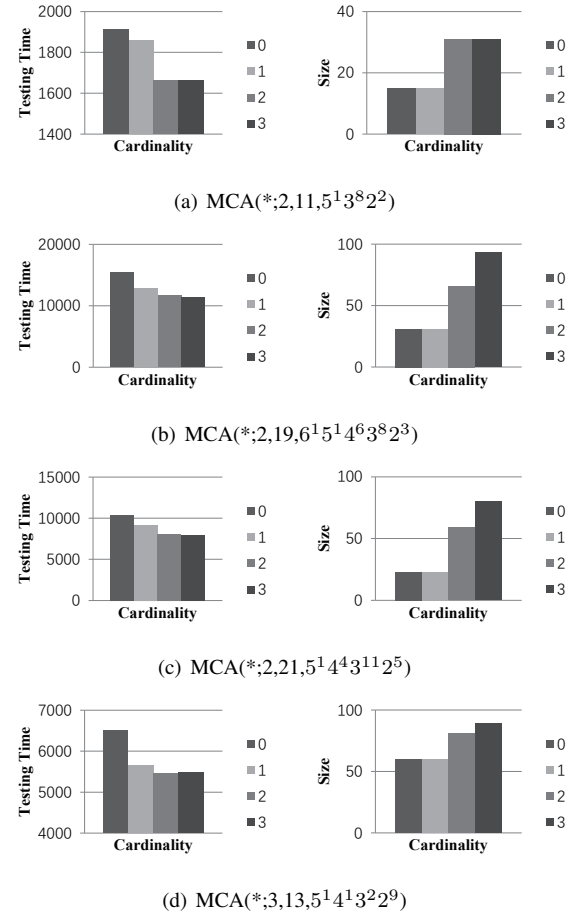 2000
1800
1600
1400
Testing Time
Cardinality
0
1
2
3
40
20
0
Size
Cardinality
0
1
2
3
(a) MCA(*;2,11,5¹3⁸2²)
20000
10000
0
Testing Time
Cardinality
0
1
2
3
100
50
0
Size
Cardinality
0
1
2
3
(b) MCA(*;2,19,6¹5¹4⁶3⁸2³)
15000
10000
5000
0
Testing Time
Cardinality
0
1
2
3
100
50
0
Size
Cardinality
0
1
2
3
(c) MCA(*;2,21,5¹4⁴3¹¹2⁵)
7000
6000
5000
4000
Testing Time
Cardinality
0
1
2
3
100
50
0
Size
Cardinality
0
1
2
3
(d) MCA(*;3,13,5¹4¹3²2⁹)